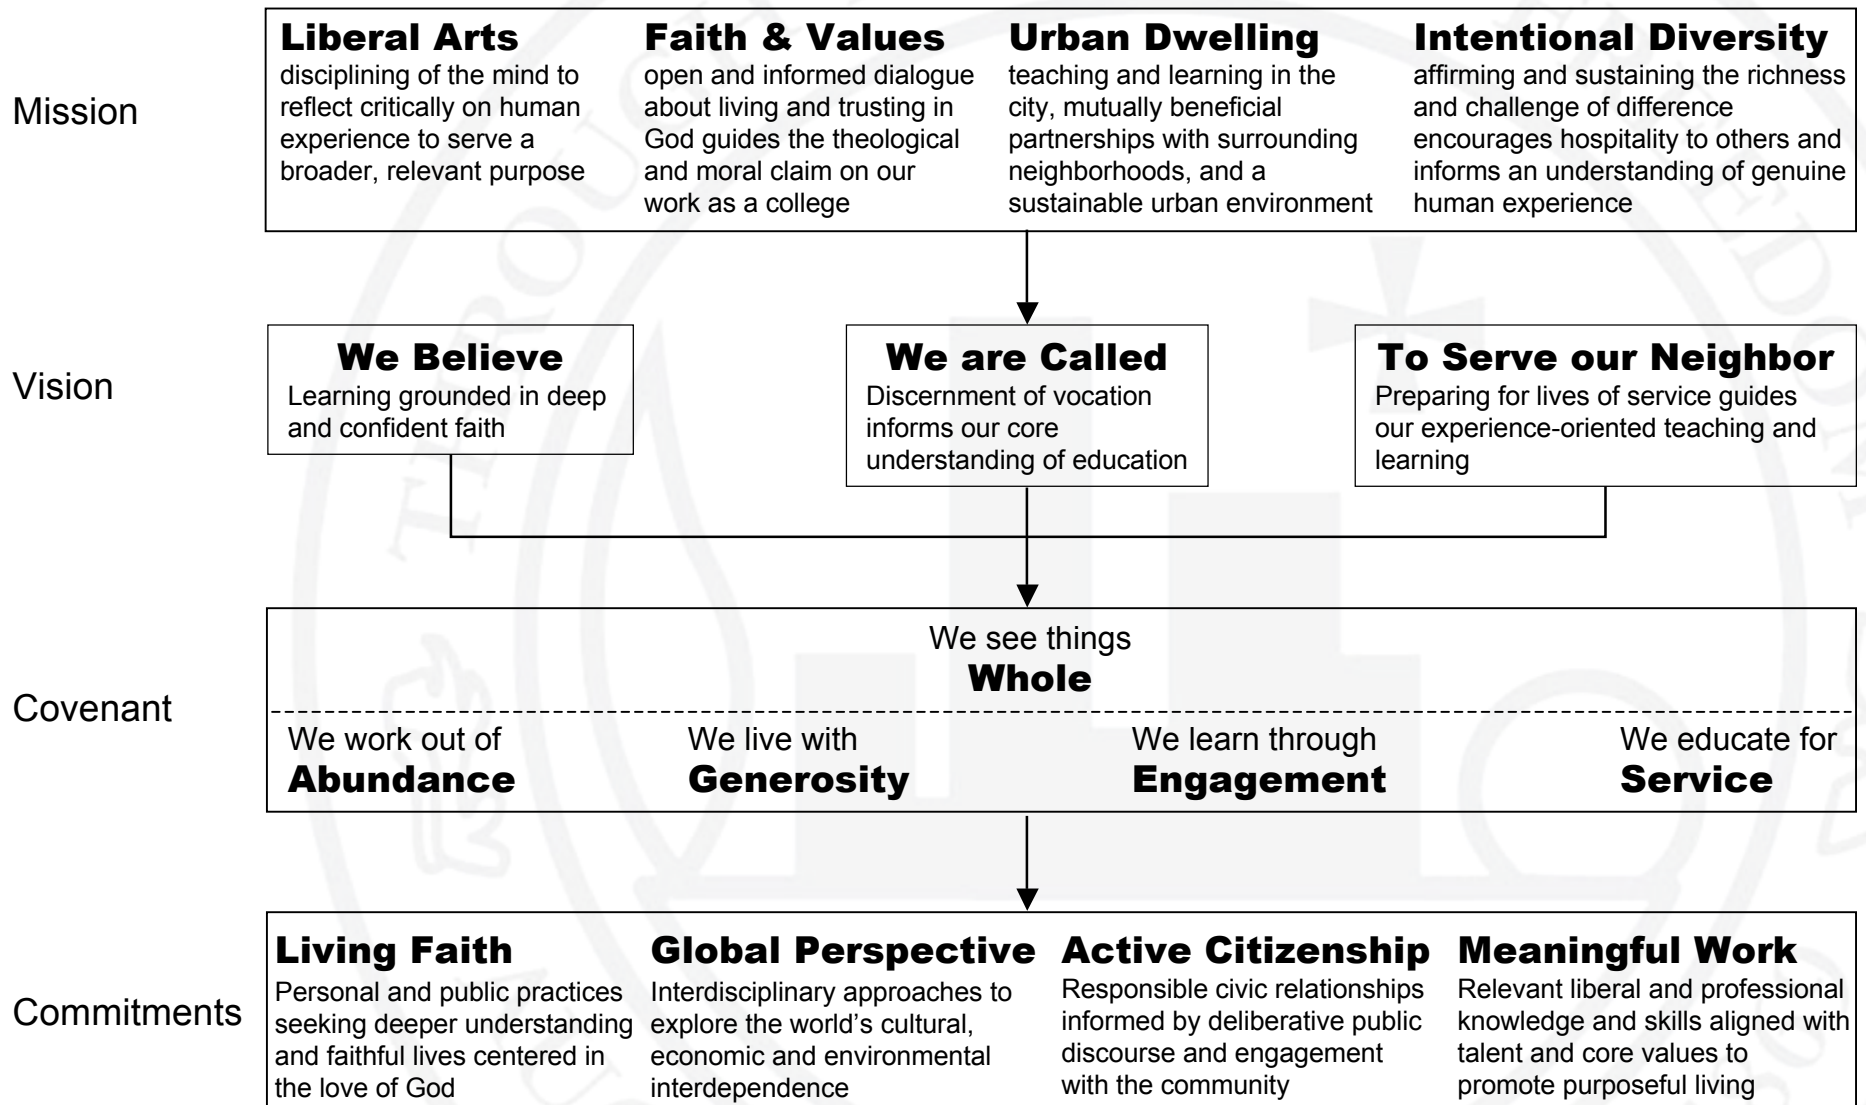 Mission
Liberal Arts
disciplining of the mind to
reflect critically on human
experience to serve a
broader, relevant purpose
Faith & Values
open and informed dialogue
about living and trusting in
God guides the theological
and moral claim on our
work as a college
Urban Dwelling
teaching and learning in the
city, mutually beneficial
partnerships with surrounding
neighborhoods, and a
sustainable urban environment
Intentional Diversity
affirming and sustaining the richness
and challenge of difference
encourages hospitality to others and
informs an understanding of genuine
human experience
Vision
We Believe
Learning grounded in deep
and confident faith
We are Called
Discernment of vocation
informs our core
understanding of education
To Serve our Neighbor
Preparing for lives of service guides
our experience-oriented teaching and
learning
Covenant
We see things
Whole
We work out of
Abundance
We live with
Generosity
We learn through
Engagement
We educate for
Service
Commitments
Living Faith
Personal and public practices
seeking deeper understanding
and faithful lives centered in
the love of God
Global Perspective
Interdisciplinary approaches to
explore the world's cultural,
economic and environmental
interdependence
Active Citizenship
Responsible civic relationships
informed by deliberative public
discourse and engagement
with the community
Meaningful Work
Relevant liberal and professional
knowledge and skills aligned with
talent and core values to
promote purposeful living